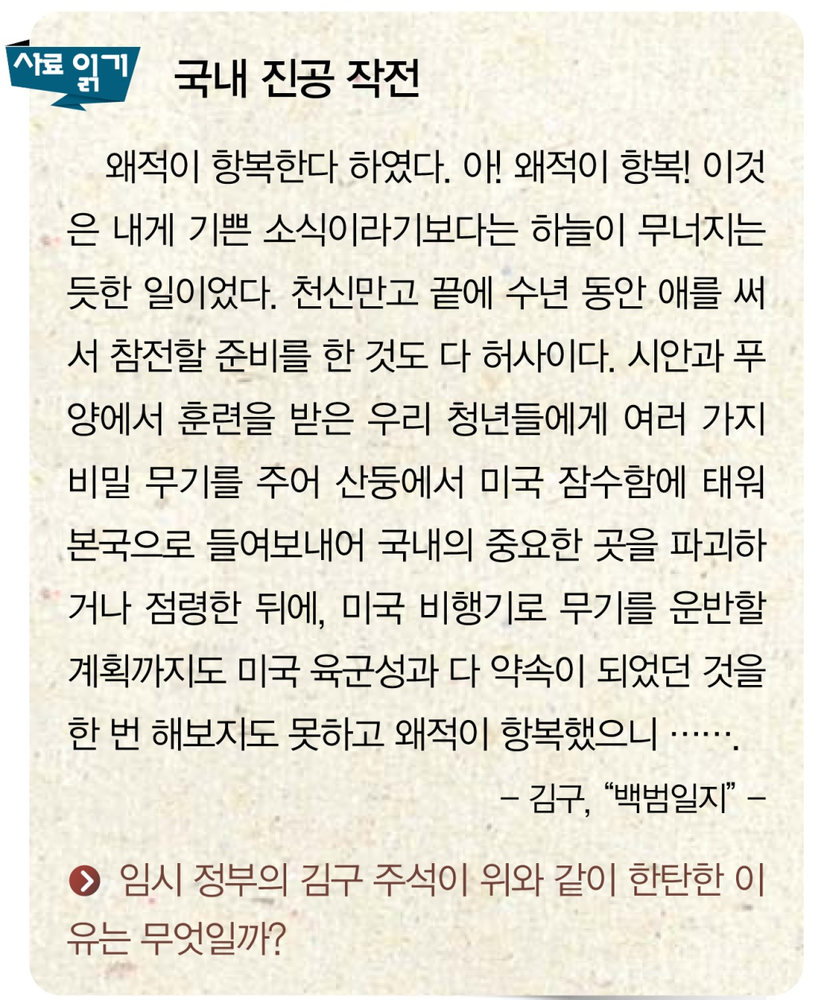 사료 읽기
국내 진공 작전
왜적이 항복한다 하였다. 아! 왜적이 항복! 이것
은 내게 기쁜 소식이라기보다는 하늘이 무너지는
듯한 일이었다. 천신만고 끝에 수년 동안 애를 써
서 참전할 준비를 한 것도 다 허사이다. 시안과 푸
양에서 훈련을 받은 우리 청년들에게 여러 가지
비밀 무기를 주어 산둥에서 미국 잠수함에 태워
본국으로 들여보내어 국내의 중요한 곳을 파괴하
거나 점령한 뒤에, 미국 비행기로 무기를 운반할
계획까지도 미국 육군성과 다 약속이 되었던 것을
한 번 해보지도 못하고 왜적이 항복했으니 …….
– 김구, “백범일지” –
임시 정부의 김구 주석이 위와 같이 한탄한 이
유는 무엇일까?